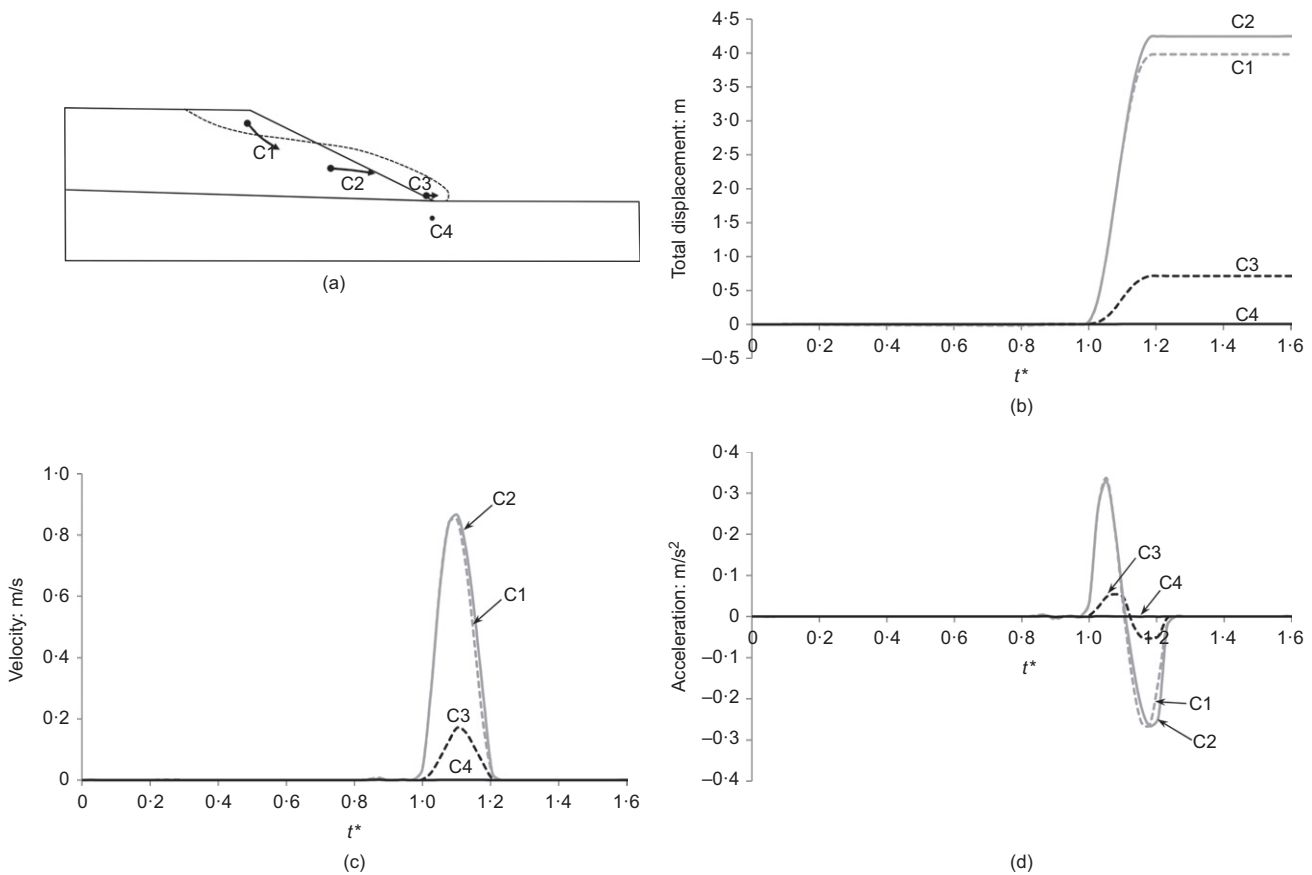 C1
C2
C3
C4
(a)
Total displacement: m
4·5
4·0
3·5
3·0
2·5
2·0
1·5
1·0
0·5
0
–0·5
C2
C1
C3
C4
0 0·2 0·4 0·6 0·8 1·0 1·2 1·4 1·6
t*
(b)
Velocity: m/s
1·0
0·8
0·6
0·4
0·2
0
C2
C1
C3
C4
0 0·2 0·4 0·6 0·8 1·0 1·2 1·4 1·6
t*
(c)
Acceleration: m/s²
0·4
0·3
0·2
0·1
0
–0·1
–0·2
–0·3
–0·4
C3
C4
0 0·2 0·4 0·6 0·8 1·0 1·2 1·4 1·6
t*
C1
C2
(d)